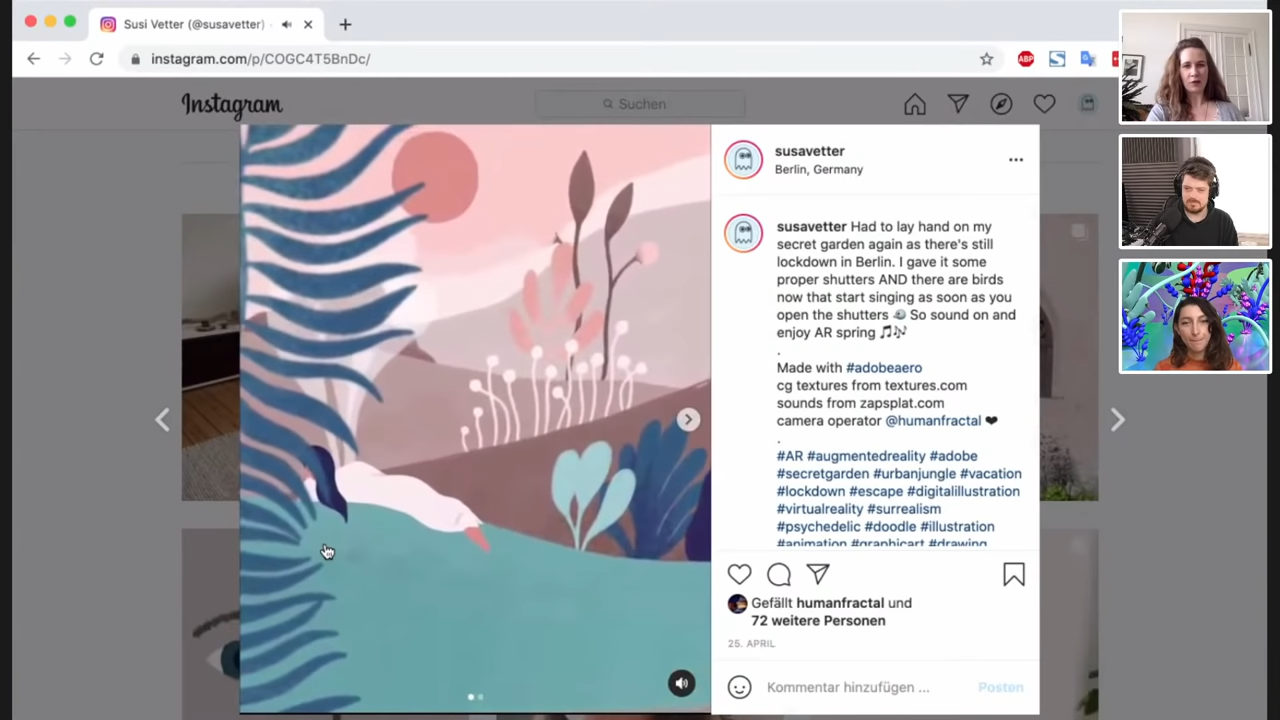 Susi Vetter (@susavetter) ·
instagram.com/p/COGC4T5BnDc/
ABP
Instagram
Suchen
susavetter
Berlin, Germany
susavetter Had to lay hand on my
secret garden again as there's still
lockdown in Berlin. I gave it some
proper shutters AND there are birds
now that start singing as soon as you
open the shutters 🕊 So sound on and
enjoy AR spring 🎵🎶
.
Made with #adobeaero
cg textures from textures.com
sounds from zapsplat.com
camera operator @humanfractal ❤
.
#AR #augmentedreality #adobe
#secretgarden #urbanjungle #vacation
#lockdown #escape #digitalillustration
#virtualreality #surrealism
#psychedelic #doodle #illustration
#animation #graphicart #drawing
Gefällt humanfractal und
72 weitere Personen
25. APRIL
Kommentar hinzufügen ...
Posten